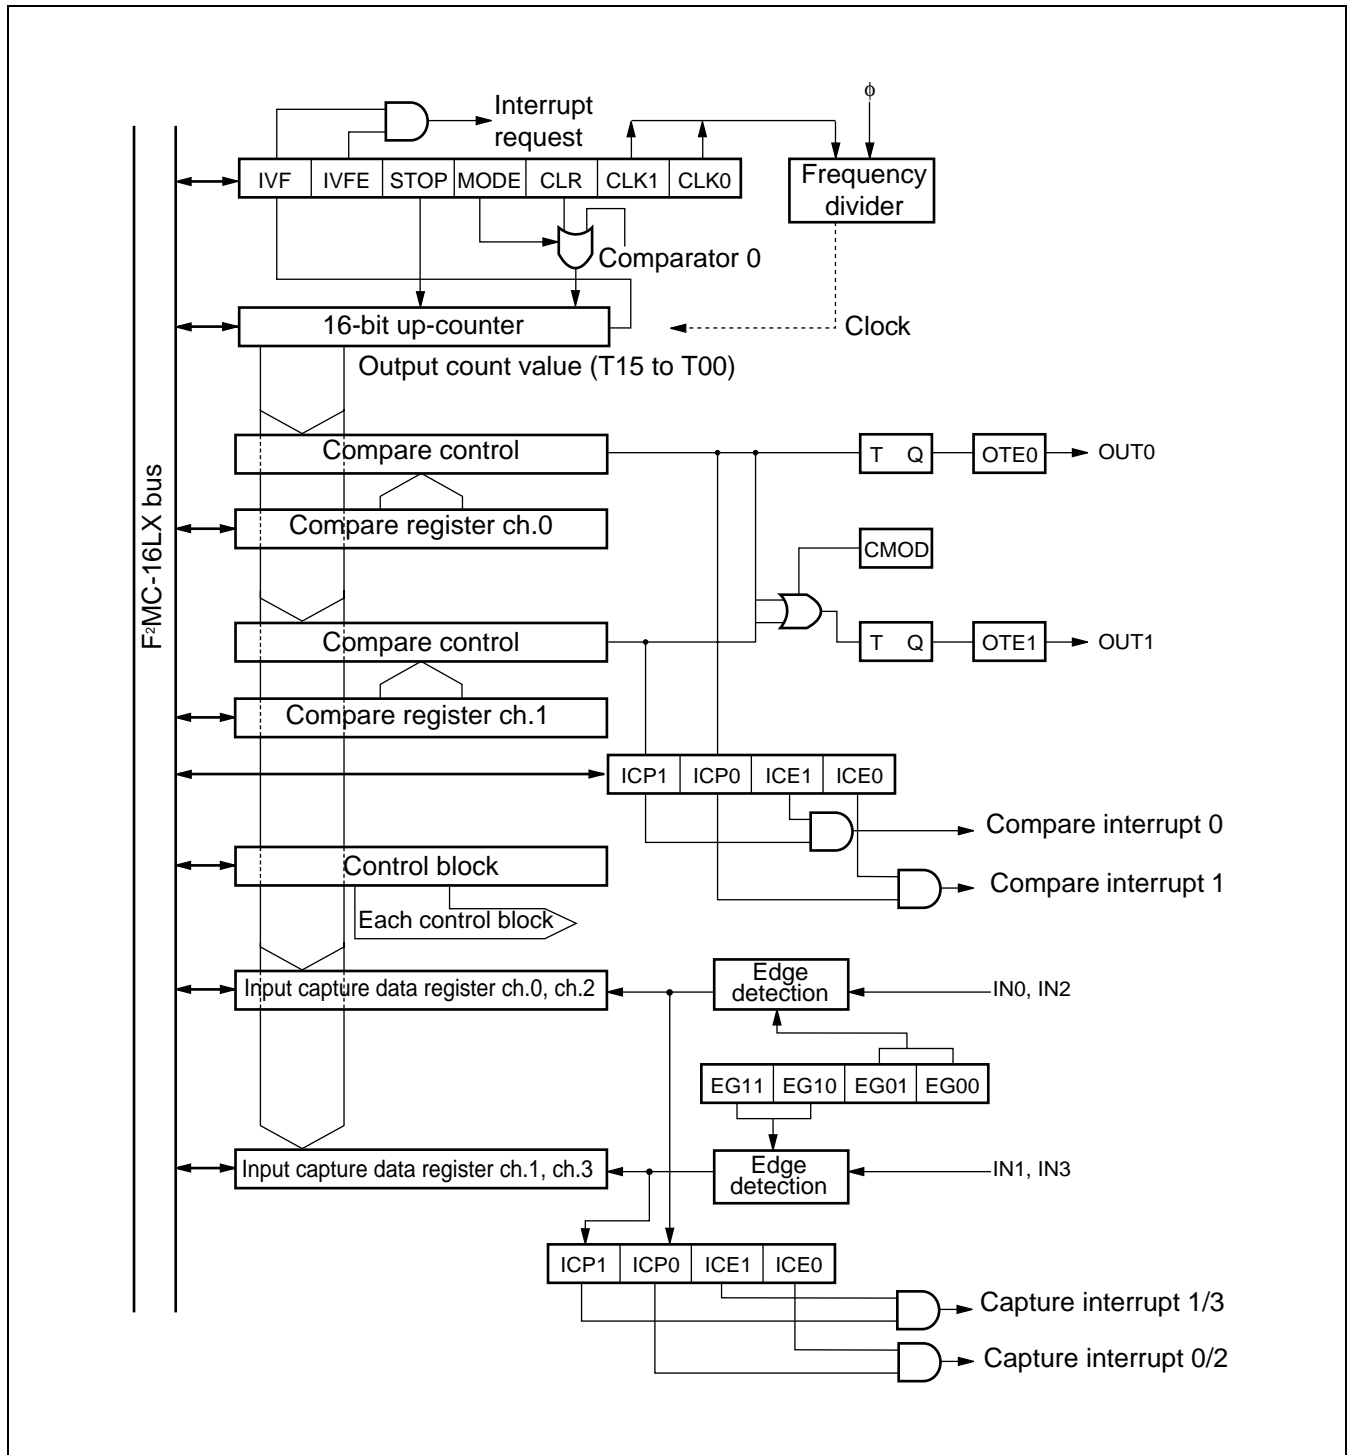 Interrupt
request
ϕ
IVF IVFE STOP MODE CLR CLK1 CLK0
Frequency
divider
Comparator 0
16-bit up-counter
Clock
Output count value (T15 to T00)
F²MC-16LX bus
Compare control
T Q OTE0 OUT0
Compare register ch.0
CMOD
Compare control
T Q OTE1 OUT1
Compare register ch.1
ICP1 ICP0 ICE1 ICE0
Compare interrupt 0
Control block
Compare interrupt 1
Each control block
Edge
detection
Input capture data register ch.0, ch.2
IN0, IN2
EG11 EG10 EG01 EG00
Edge
detection
Input capture data register ch.1, ch.3
IN1, IN3
ICP1 ICP0 ICE1 ICE0
Capture interrupt 1/3
Capture interrupt 0/2